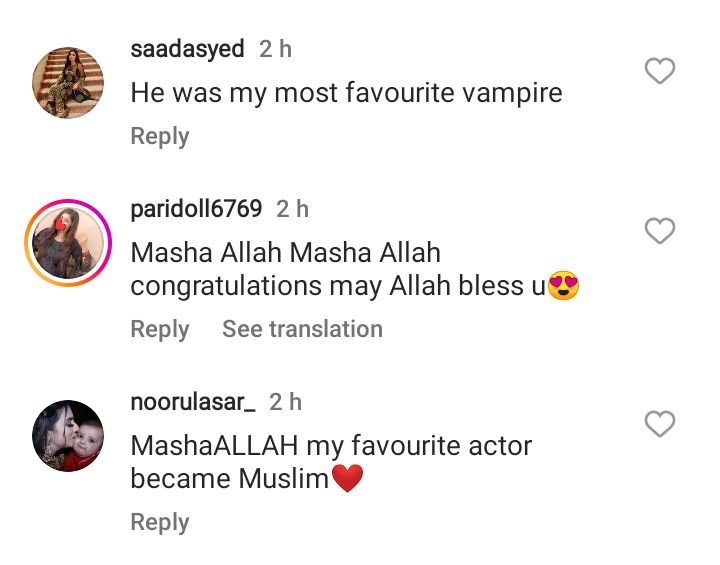 saadasyed 2 h
He was my most favourite vampire
Reply
paridoll6769 2 h
Masha Allah Masha Allah
congratulations may Allah bless u😍
Reply See translation
noorulasar_ 2 h
MashaALLAH my favourite actor
became Muslim❤️
Reply